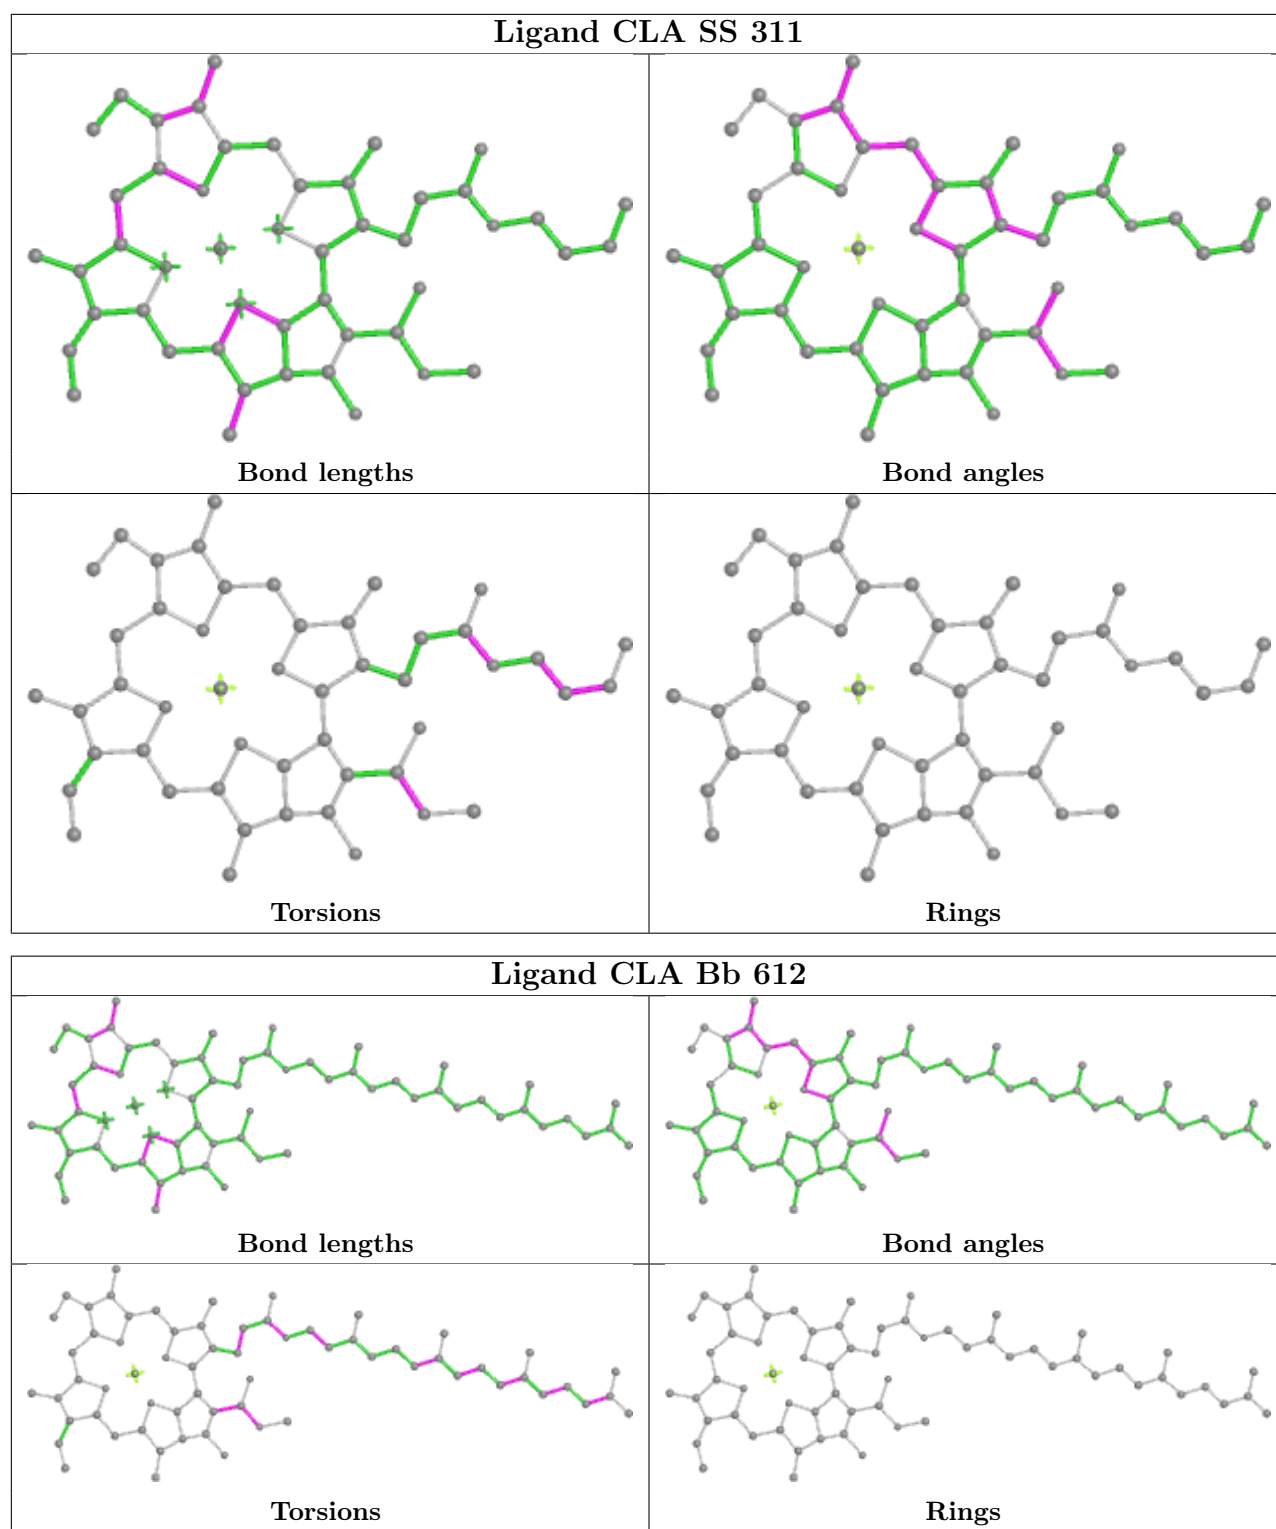 Ligand CLA SS 311
Bond lengths
Bond angles
Torsions
Rings
Ligand CLA Bb 612
Bond lengths
Bond angles
Torsions
Rings